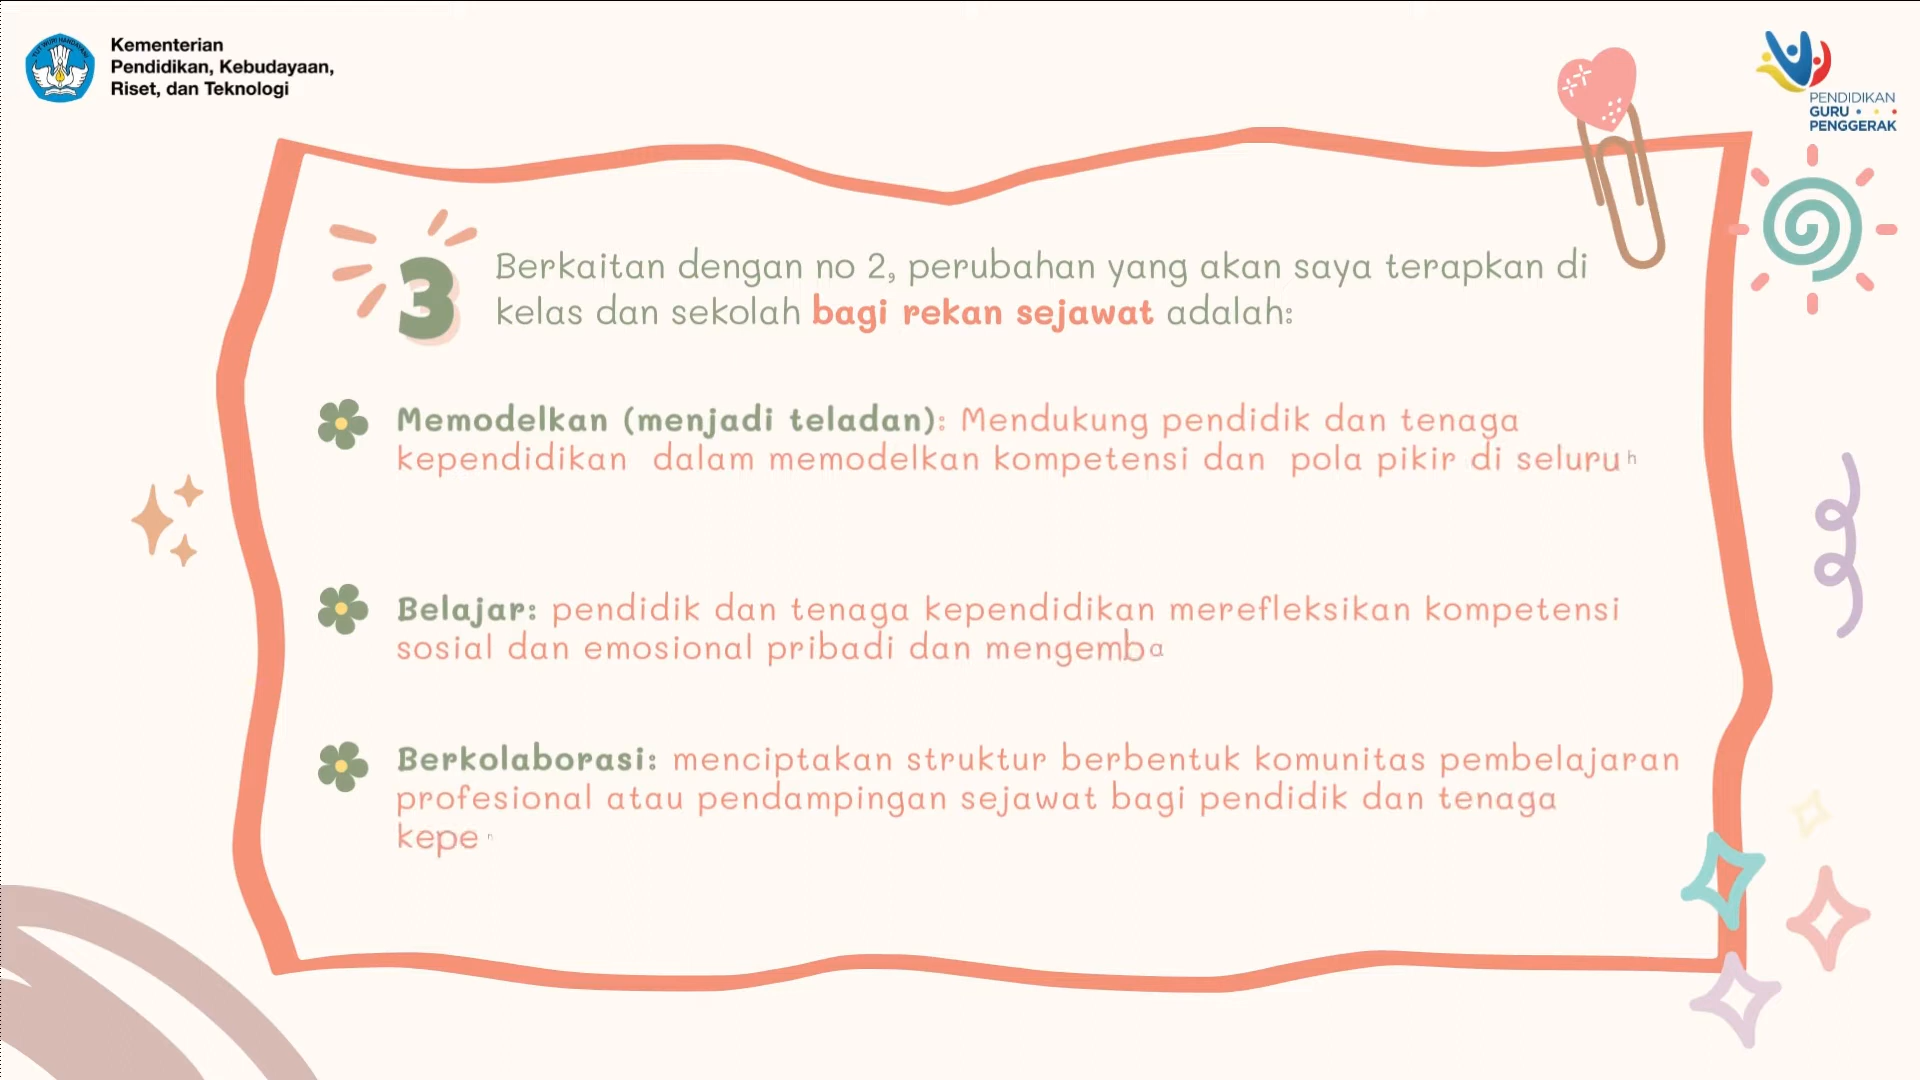 Kementerian
Pendidikan, Kebudayaan,
Riset, dan Teknologi
PENDIDIKAN
GURU
PENGGERAK
3
Berkaitan dengan no 2, perubahan yang akan saya terapkan di
kelas dan sekolah bagi rekan sejawat adalah:
Memodelkan (menjadi teladan): Mendukung pendidik dan tenaga
kependidikan dalam memodelkan kompetensi dan pola pikir di seluruh
Belajar: pendidik dan tenaga kependidikan merefleksikan kompetensi
sosial dan emosional pribadi dan mengemba
Berkolaborasi: menciptakan struktur berbentuk komunitas pembelajaran
profesional atau pendampingan sejawat bagi pendidik dan tenaga
kepen